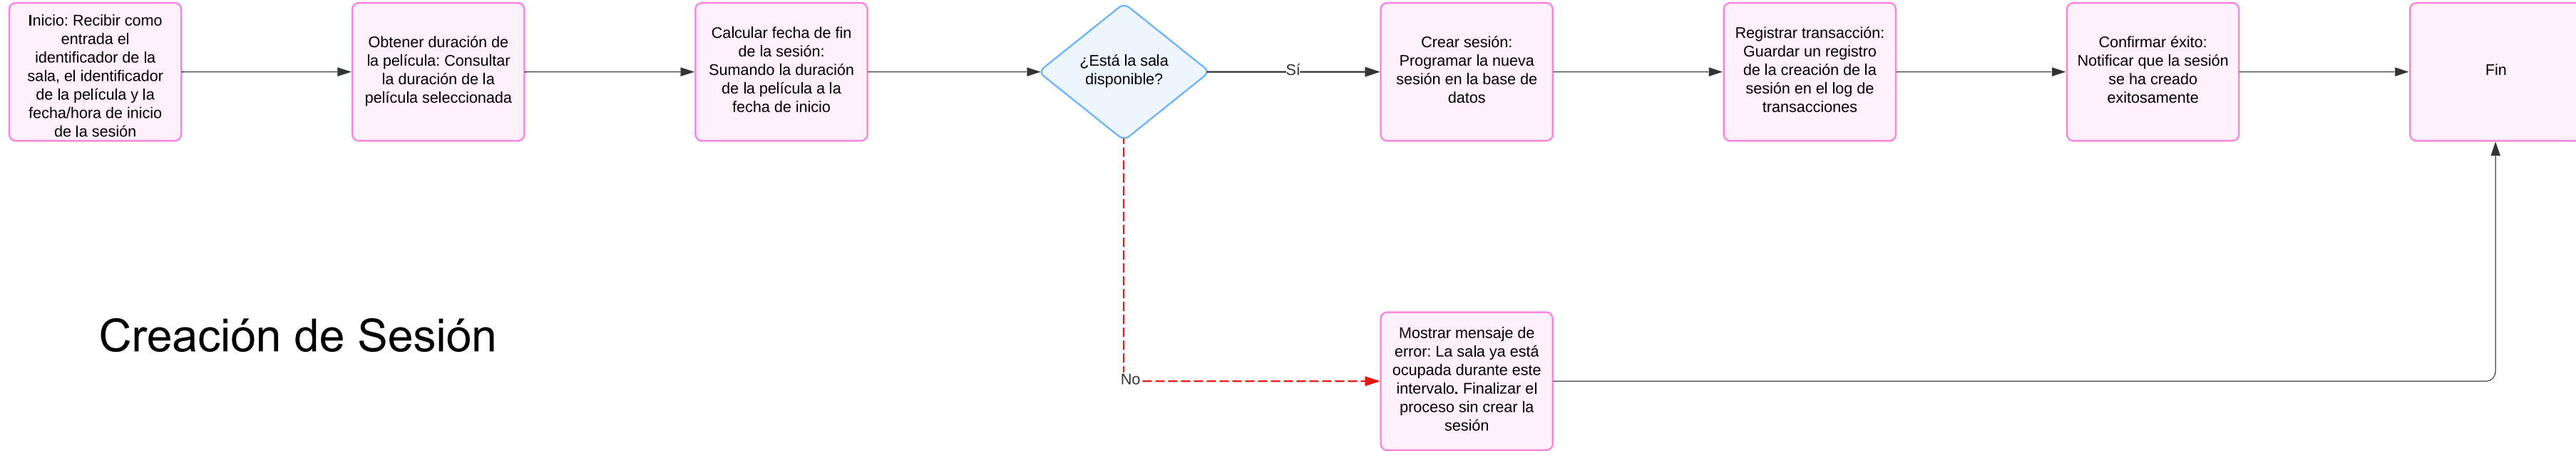 Inicio: Recibir como
entrada el
identificador de la
sala, el identificador
de la película y la
fecha/hora de inicio
de la sesión
Obtener duración de
la película: Consultar
la duración de la
película seleccionada
Calcular fecha de fin
de la sesión:
Sumando la duración
de la película a la
fecha de inicio
¿Está la sala
disponible?
Sí
Crear sesión:
Programar la nueva
sesión en la base de
datos
Registrar transacción:
Guardar un registro
de la creación de la
sesión en el log de
transacciones
Confirmar éxito:
Notificar que la sesión
se ha creado
exitosamente
Fin
No
Mostrar mensaje de
error: La sala ya está
ocupada durante este
intervalo. Finalizar el
proceso sin crear la
sesión
Creación de Sesión